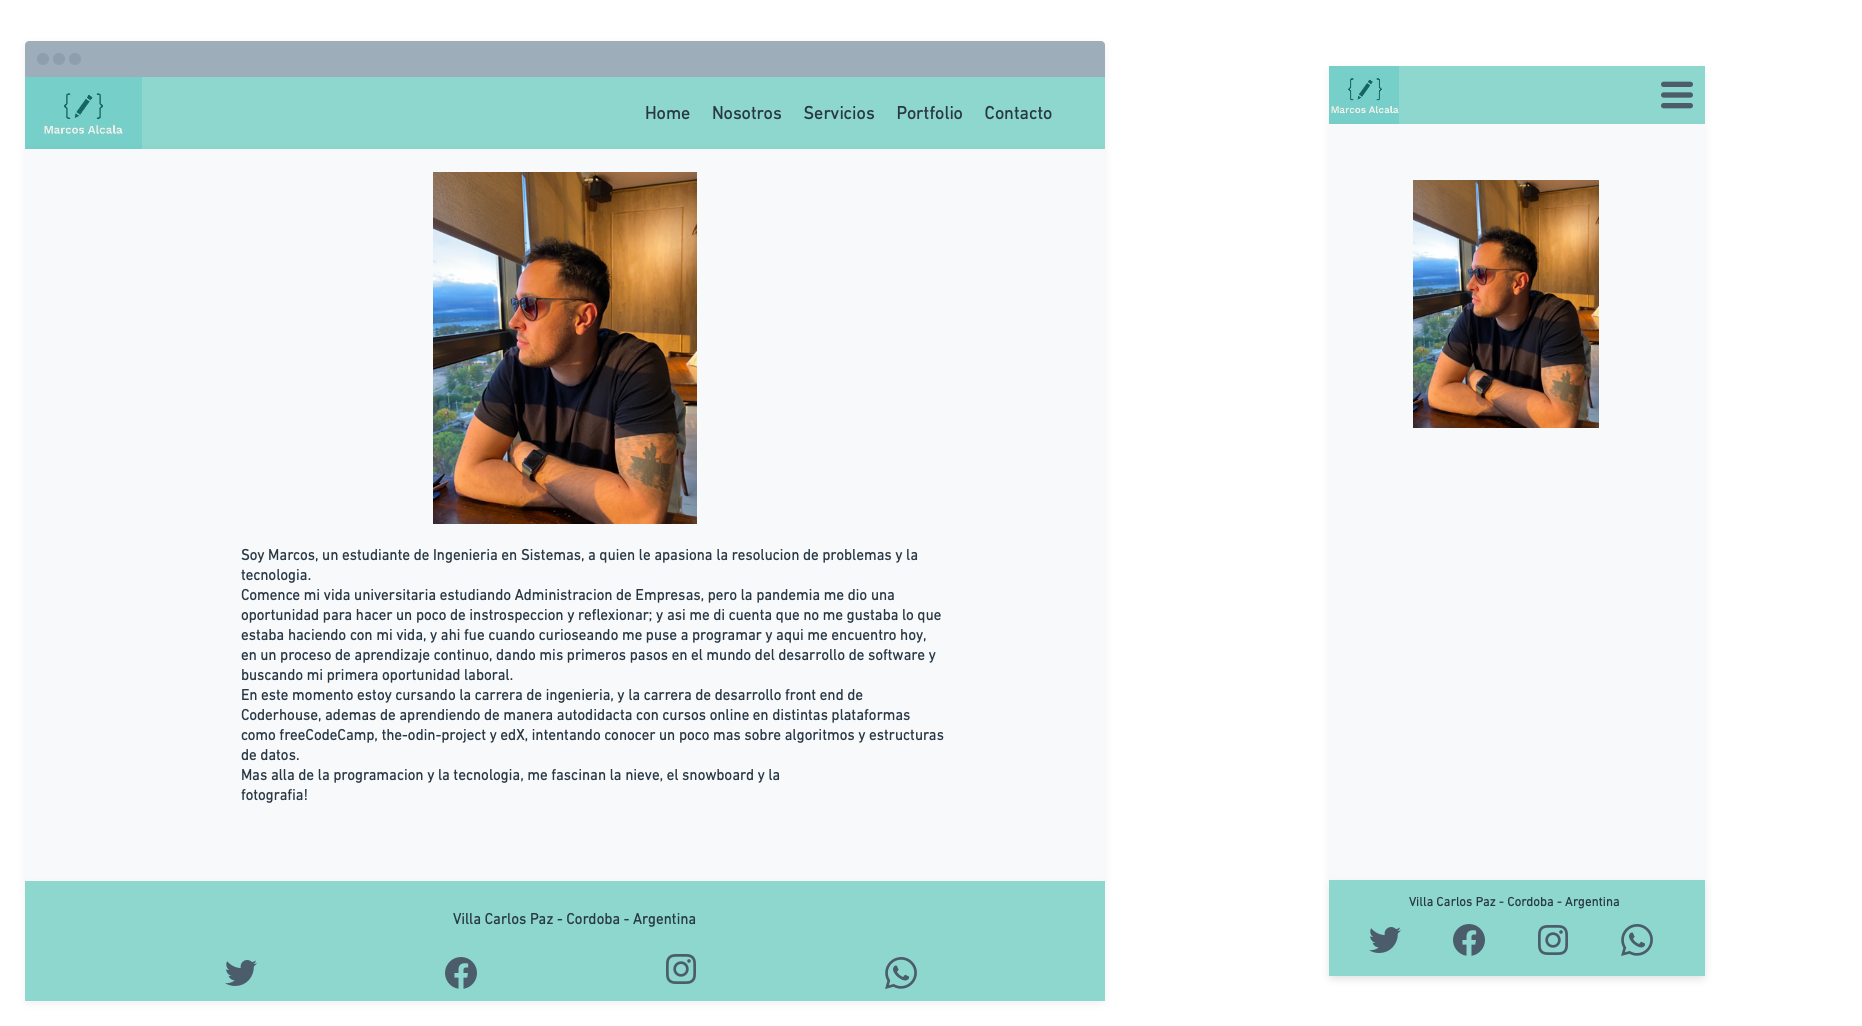 { }
Marcos Alcala
Home Nosotros Servicios Portfolio Contacto
Soy Marcos, un estudiante de Ingenieria en Sistemas, a quien le apasiona la resolucion de problemas y la
tecnologia.
Comence mi vida universitaria estudiando Administracion de Empresas, pero la pandemia me dio una
oportunidad para hacer un poco de instrospeccion y reflexionar; y asi me di cuenta que no me gustaba lo que
estaba haciendo con mi vida, y ahi fue cuando curioseando me puse a programar y aqui me encuentro hoy,
en un proceso de aprendizaje continuo, dando mis primeros pasos en el mundo del desarrollo de software y
buscando mi primera oportunidad laboral.
En este momento estoy cursando la carrera de ingenieria, y la carrera de desarrollo front end de
Coderhouse, ademas de aprendiendo de manera autodidacta con cursos online en distintas plataformas
como freeCodeCamp, the-odin-project y edX, intentando conocer un poco mas sobre algoritmos y estructuras
de datos.
Mas alla de la programacion y la tecnologia, me fascinan la nieve, el snowboard y la
fotografia!
Villa Carlos Paz - Cordoba - Argentina
{ }
Marcos Alcala
Villa Carlos Paz - Cordoba - Argentina